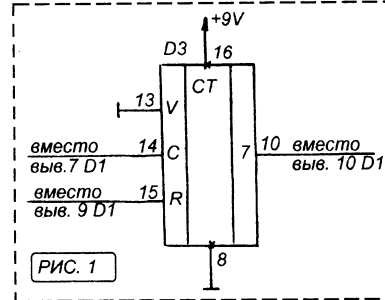 +9V
D3
16
CT
13
V
вместо
14
C
7
10
вместо
выв.7 D1
выв. 10 D1
вместо
15
R
выв. 9 D1
8
РИС. 1